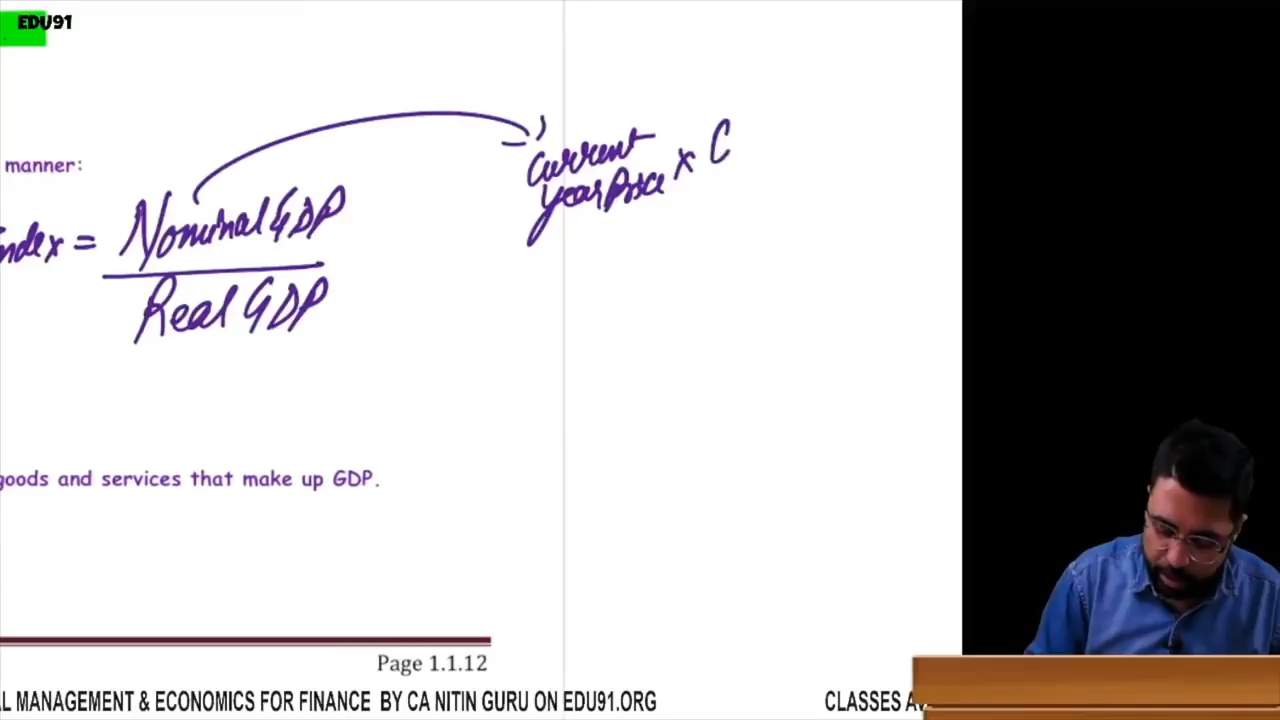 EDU91
manner:
ndex = Nominal GDP
Real GDP
Current
Year Price x C
goods and services that make up GDP.
Page 1.1.12
L MANAGEMENT & ECONOMICS FOR FINANCE BY CA NITIN GURU ON EDU91.ORG
CLASSES AV